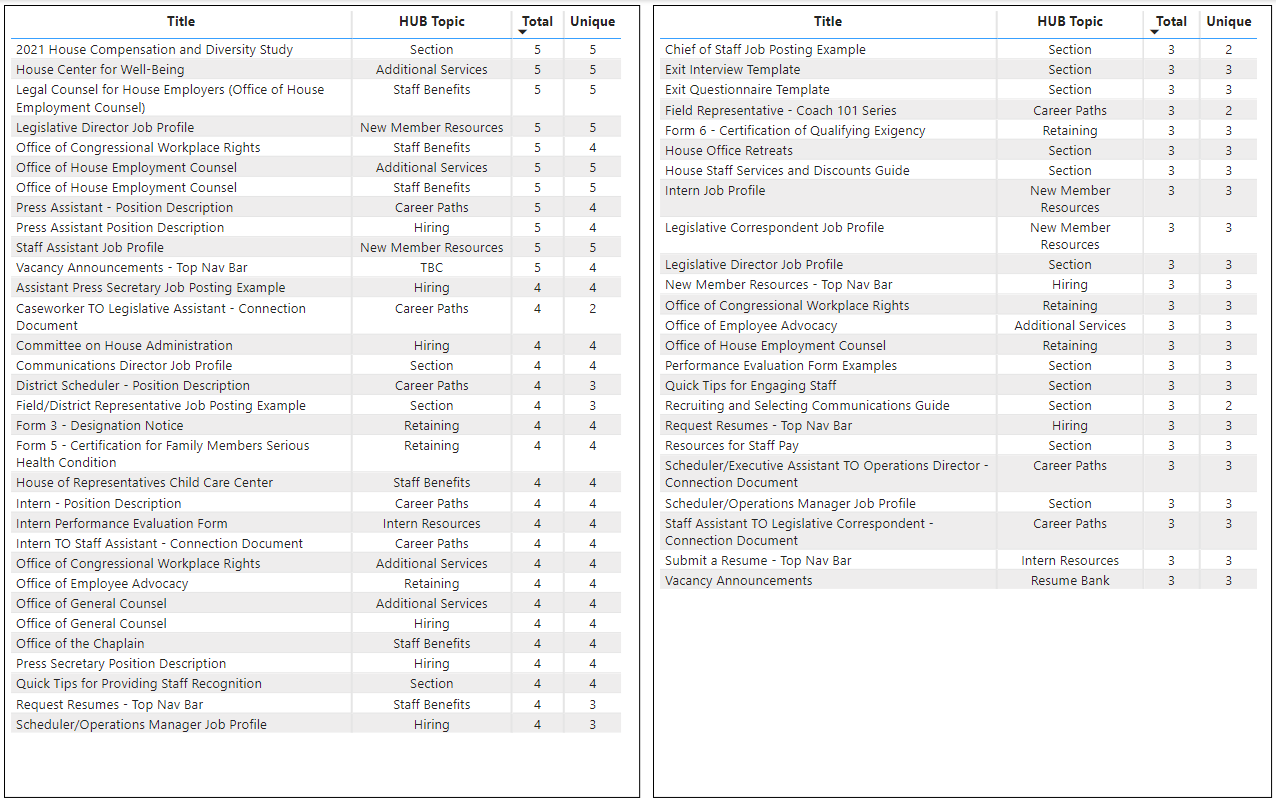 Title HUB Topic Total Unique
2021 House Compensation and Diversity Study Section 5 5
House Center for Well-Being Additional Services 5 5
Legal Counsel for House Employers (Office of House Staff Benefits 5 5
Employment Counsel)
Legislative Director Job Profile New Member Resources 5 5
Office of Congressional Workplace Rights Staff Benefits 5 4
Office of House Employment Counsel Additional Services 5 5
Office of House Employment Counsel Staff Benefits 5 5
Press Assistant - Position Description Career Paths 5 4
Press Assistant Position Description Hiring 5 4
Staff Assistant Job Profile New Member Resources 5 5
Vacancy Announcements - Top Nav Bar TBC 5 4
Assistant Press Secretary Job Posting Example Hiring 4 4
Caseworker TO Legislative Assistant - Connection Career Paths 4 2
Document
Committee on House Administration Hiring 4 4
Communications Director Job Profile Section 4 4
District Scheduler - Position Description Career Paths 4 3
Field/District Representative Job Posting Example Section 4 3
Form 3 - Designation Notice Retaining 4 4
Form 5 - Certification for Family Members Serious Retaining 4 4
Health Condition
House of Representatives Child Care Center Staff Benefits 4 4
Intern - Position Description Career Paths 4 4
Intern Performance Evaluation Form Intern Resources 4 4
Intern TO Staff Assistant - Connection Document Career Paths 4 4
Office of Congressional Workplace Rights Additional Services 4 4
Office of Employee Advocacy Retaining 4 4
Office of General Counsel Additional Services 4 4
Office of General Counsel Hiring 4 4
Office of the Chaplain Staff Benefits 4 4
Press Secretary Position Description Hiring 4 4
Quick Tips for Providing Staff Recognition Section 4 4
Request Resumes - Top Nav Bar Staff Benefits 4 3
Scheduler/Operations Manager Job Profile Hiring 4 3
Title HUB Topic Total Unique
Chief of Staff Job Posting Example Section 3 2
Exit Interview Template Section 3 3
Exit Questionnaire Template Section 3 3
Field Representative - Coach 101 Series Career Paths 3 2
Form 6 - Certification of Qualifying Exigency Retaining 3 3
House Office Retreats Section 3 3
House Staff Services and Discounts Guide Section 3 3
Intern Job Profile New Member 3 3
Resources
Legislative Correspondent Job Profile New Member 3 3
Resources
Legislative Director Job Profile Section 3 3
New Member Resources - Top Nav Bar Hiring 3 3
Office of Congressional Workplace Rights Retaining 3 3
Office of Employee Advocacy Additional Services 3 3
Office of House Employment Counsel Retaining 3 3
Performance Evaluation Form Examples Section 3 3
Quick Tips for Engaging Staff Section 3 3
Recruiting and Selecting Communications Guide Section 3 2
Request Resumes - Top Nav Bar Hiring 3 3
Resources for Staff Pay Section 3 3
Scheduler/Executive Assistant TO Operations Director - Career Paths 3 3
Connection Document
Scheduler/Operations Manager Job Profile Section 3 3
Staff Assistant TO Legislative Correspondent - Career Paths 3 3
Connection Document
Submit a Resume - Top Nav Bar Intern Resources 3 3
Vacancy Announcements Resume Bank 3 3